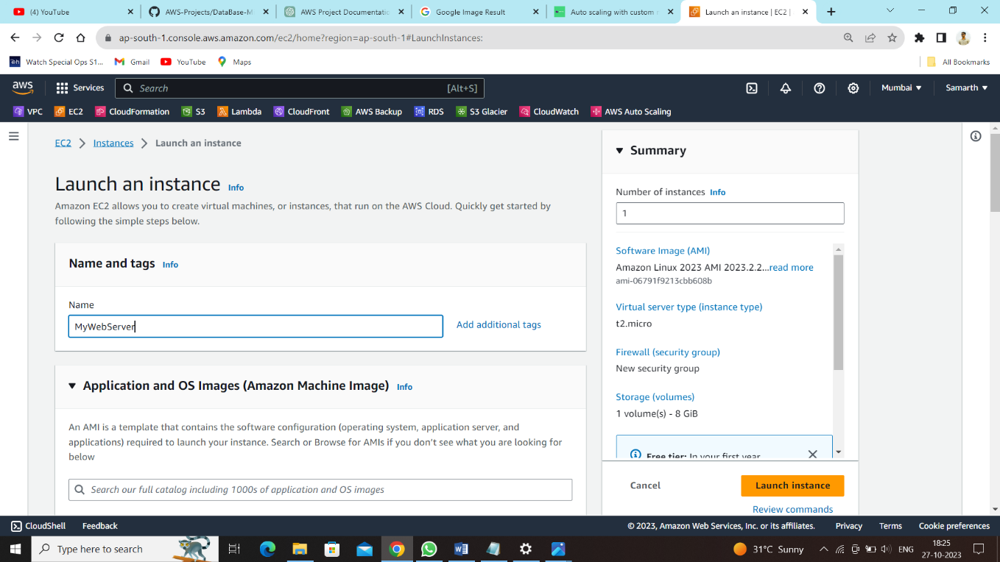 (4) YouTube
AWS-Projects/DataBase-M
AWS Project Documentatio
Google Image Result
Auto scaling with custom
Launch an instance | EC2 |
ap-south-1.console.aws.amazon.com/ec2/home?region=ap-south-1#LaunchInstances:
Watch Special Ops S1...
Gmail
YouTube
Maps
All Bookmarks
aws
Services
Search
[Alt+S]
Mumbai
Samarth
VPC
EC2
CloudFormation
S3
Lambda
CloudFront
AWS Backup
RDS
S3 Glacier
CloudWatch
AWS Auto Scaling
EC2 > Instances > Launch an instance
Launch an instance Info
Amazon EC2 allows you to create virtual machines, or instances, that run on the AWS Cloud. Quickly get started by
following the simple steps below.
Name and tags Info
Name
MyWebServer
Add additional tags
Application and OS Images (Amazon Machine Image) Info
An AMI is a template that contains the software configuration (operating system, application server, and
applications) required to launch your instance. Search or Browse for AMIs if you don't see what you are looking for
below
Search our full catalog including 1000s of application and OS images
Summary
Number of instances Info
1
Software Image (AMI)
Amazon Linux 2023 AMI 2023.2.2...read more
ami-06791f9213cbb608b
Virtual server type (instance type)
t2.micro
Firewall (security group)
New security group
Storage (volumes)
1 volume(s) - 8 GiB
Free tier: In your first year
Cancel
Launch instance
Review commands
CloudShell
Feedback
© 2023, Amazon Web Services, Inc. or its affiliates.
Privacy
Terms
Cookie preferences
Type here to search
31°C Sunny
ENG
18:25
27-10-2023